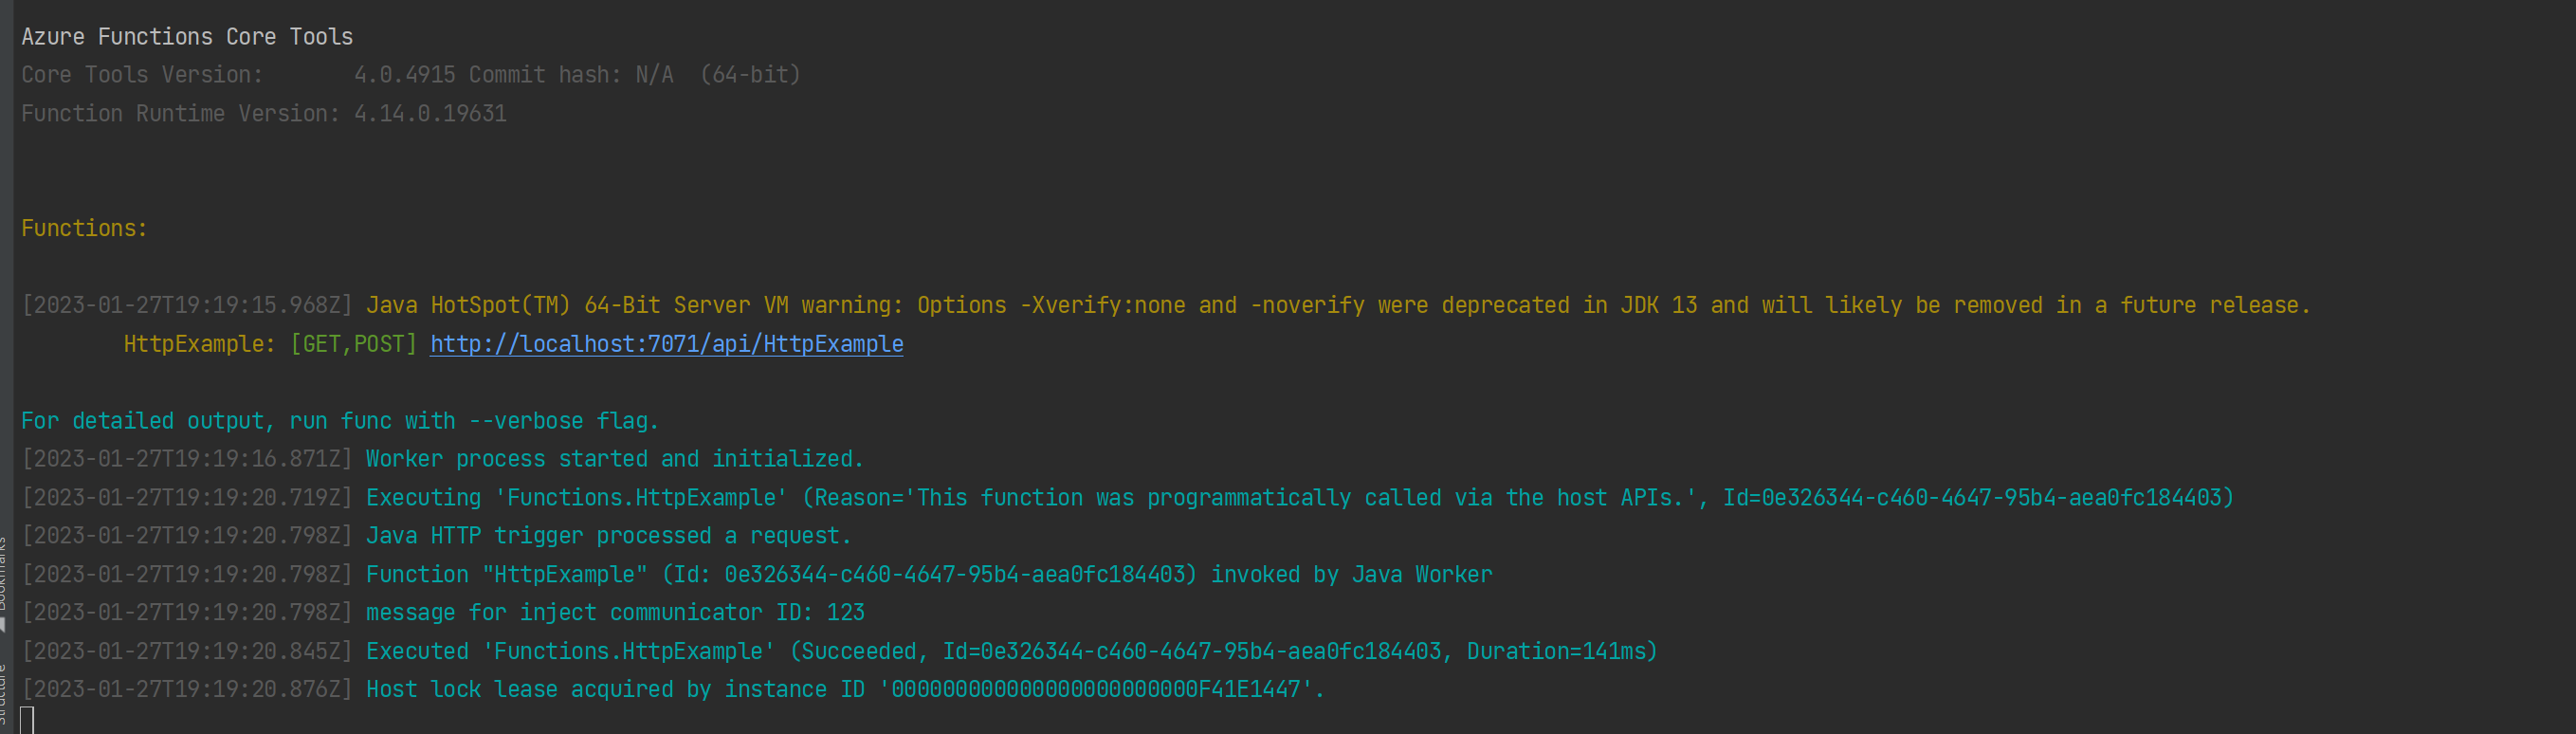 Azure Functions Core Tools
Core Tools Version:       4.0.4915 Commit hash: N/A  (64-bit)
Function Runtime Version: 4.14.0.19631
Functions:
[2023-01-27T19:19:15.968Z] Java HotSpot(TM) 64-Bit Server VM warning: Options -Xverify:none and -noverify were deprecated in JDK 13 and will likely be removed in a future release.
        HttpExample: [GET,POST] http://localhost:7071/api/HttpExample
For detailed output, run func with --verbose flag.
[2023-01-27T19:19:16.871Z] Worker process started and initialized.
[2023-01-27T19:19:20.719Z] Executing 'Functions.HttpExample' (Reason='This function was programmatically called via the host APIs.', Id=0e326344-c460-4647-95b4-aea0fc184403)
[2023-01-27T19:19:20.798Z] Java HTTP trigger processed a request.
[2023-01-27T19:19:20.798Z] Function "HttpExample" (Id: 0e326344-c460-4647-95b4-aea0fc184403) invoked by Java Worker
[2023-01-27T19:19:20.798Z] message for inject communicator ID: 123
[2023-01-27T19:19:20.845Z] Executed 'Functions.HttpExample' (Succeeded, Id=0e326344-c460-4647-95b4-aea0fc184403, Duration=141ms)
[2023-01-27T19:19:20.876Z] Host lock lease acquired by instance ID '000000000000000000000000F41E1447'.
Bookmarks
Structure